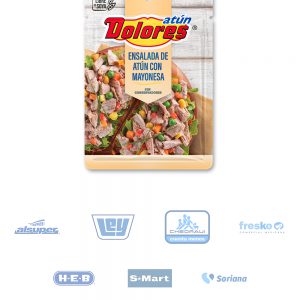 atún
Dolores®
ENSALADA DE
ATÚN CON
MAYONESA
SIN
CONSERVADORES
alsuper
LEY
CHEDRAUI
cuesta menos
fresko
H-E-B
S-Mart
Soriana